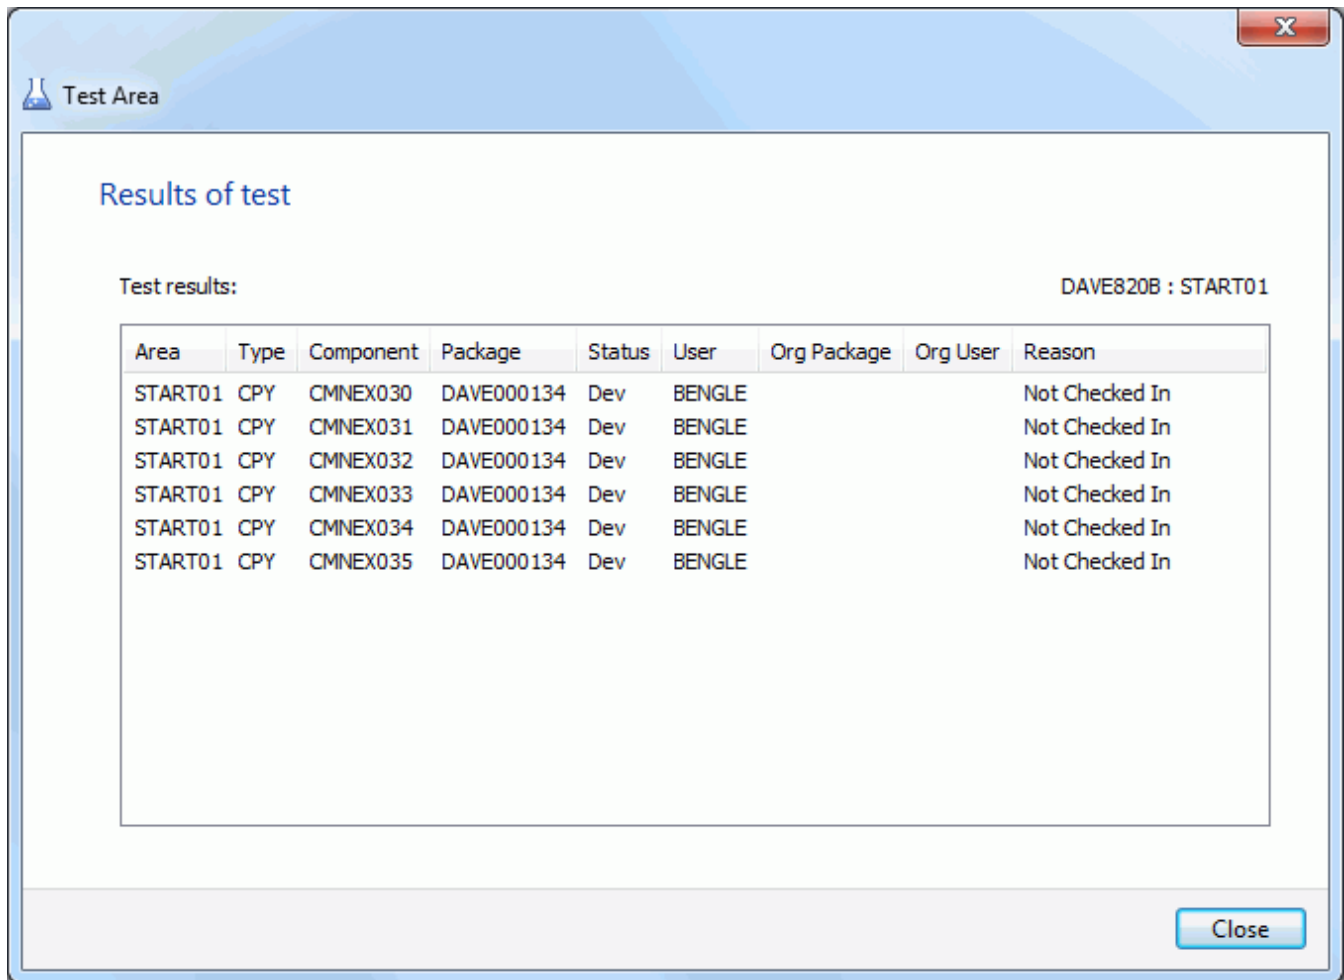 Test Area
Results of test
Test results: DAVE820B : START01
Area Type Component Package Status User Org Package Org User Reason
START01 CPY CMNEX030 DAVE000134 Dev BENGLE Not Checked In
START01 CPY CMNEX031 DAVE000134 Dev BENGLE Not Checked In
START01 CPY CMNEX032 DAVE000134 Dev BENGLE Not Checked In
START01 CPY CMNEX033 DAVE000134 Dev BENGLE Not Checked In
START01 CPY CMNEX034 DAVE000134 Dev BENGLE Not Checked In
START01 CPY CMNEX035 DAVE000134 Dev BENGLE Not Checked In
Close